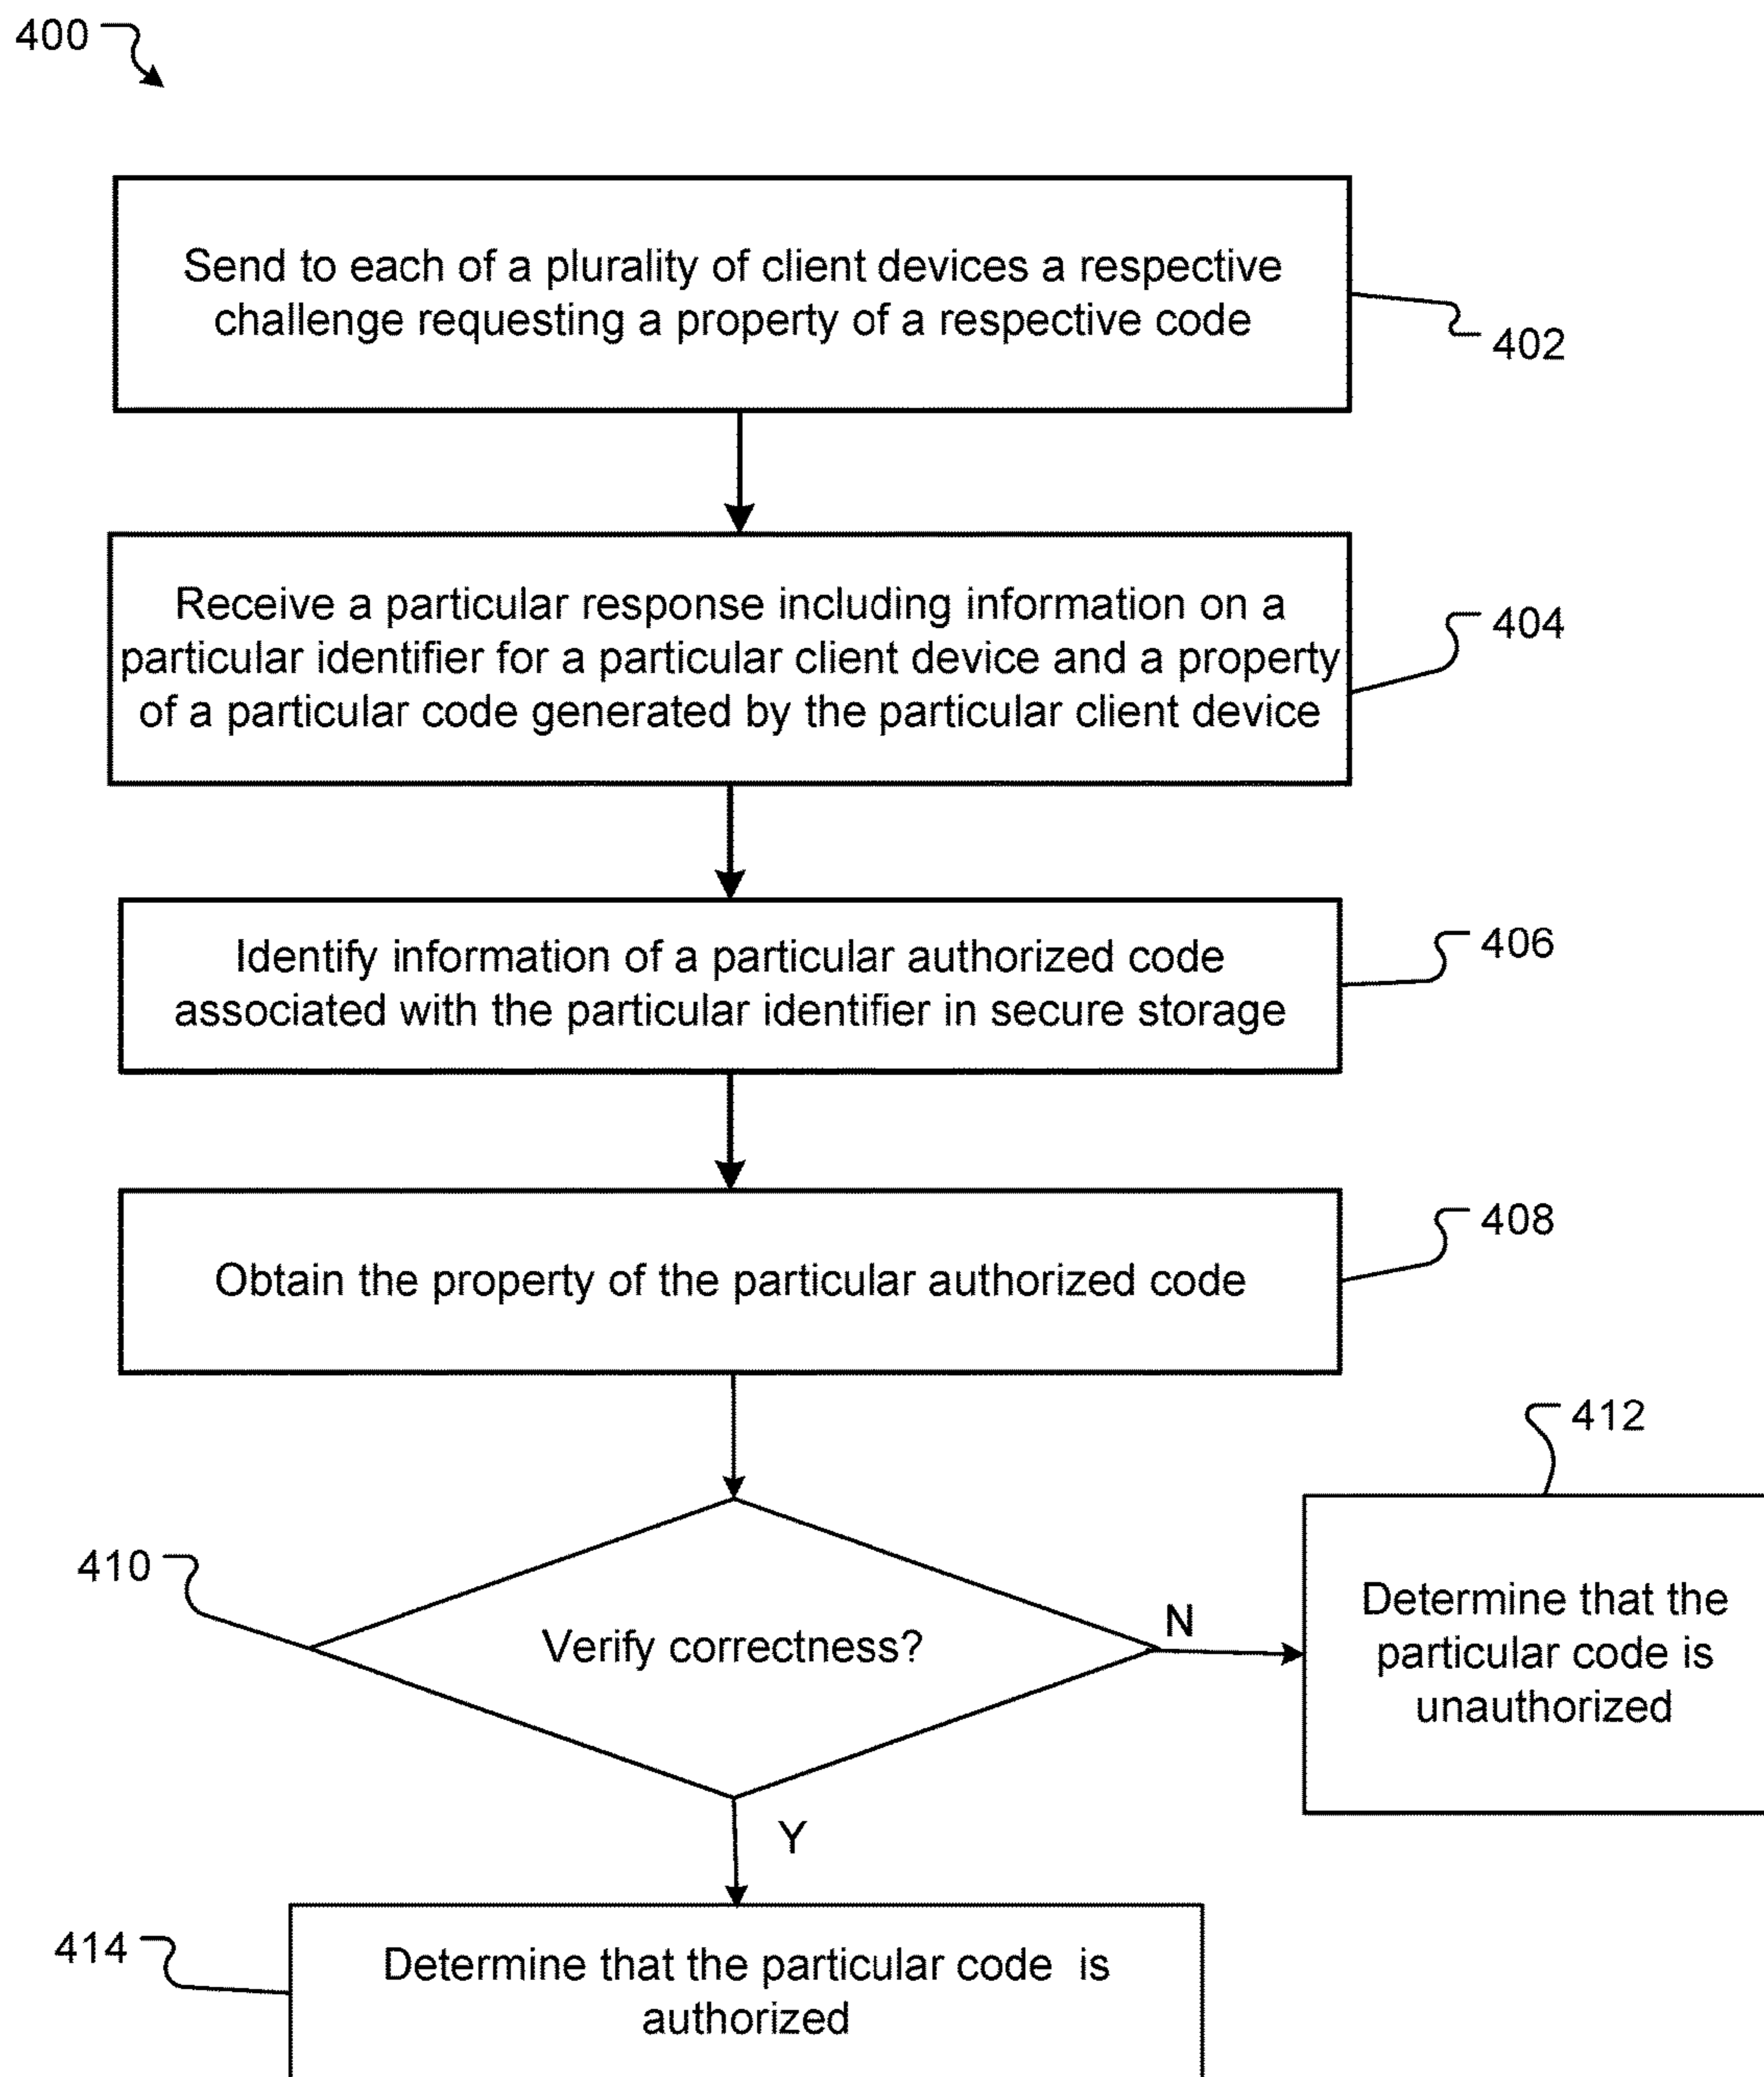 400
Send to each of a plurality of client devices a respective
challenge requesting a property of a respective code
402
Receive a particular response including information on a
particular identifier for a particular client device and a property
of a particular code generated by the particular client device
404
Identify information of a particular authorized code
associated with the particular identifier in secure storage
406
Obtain the property of the particular authorized code
408
410
Verify correctness?
N
412
Determine that the
particular code is
unauthorized
Y
414
Determine that the particular code is
authorized